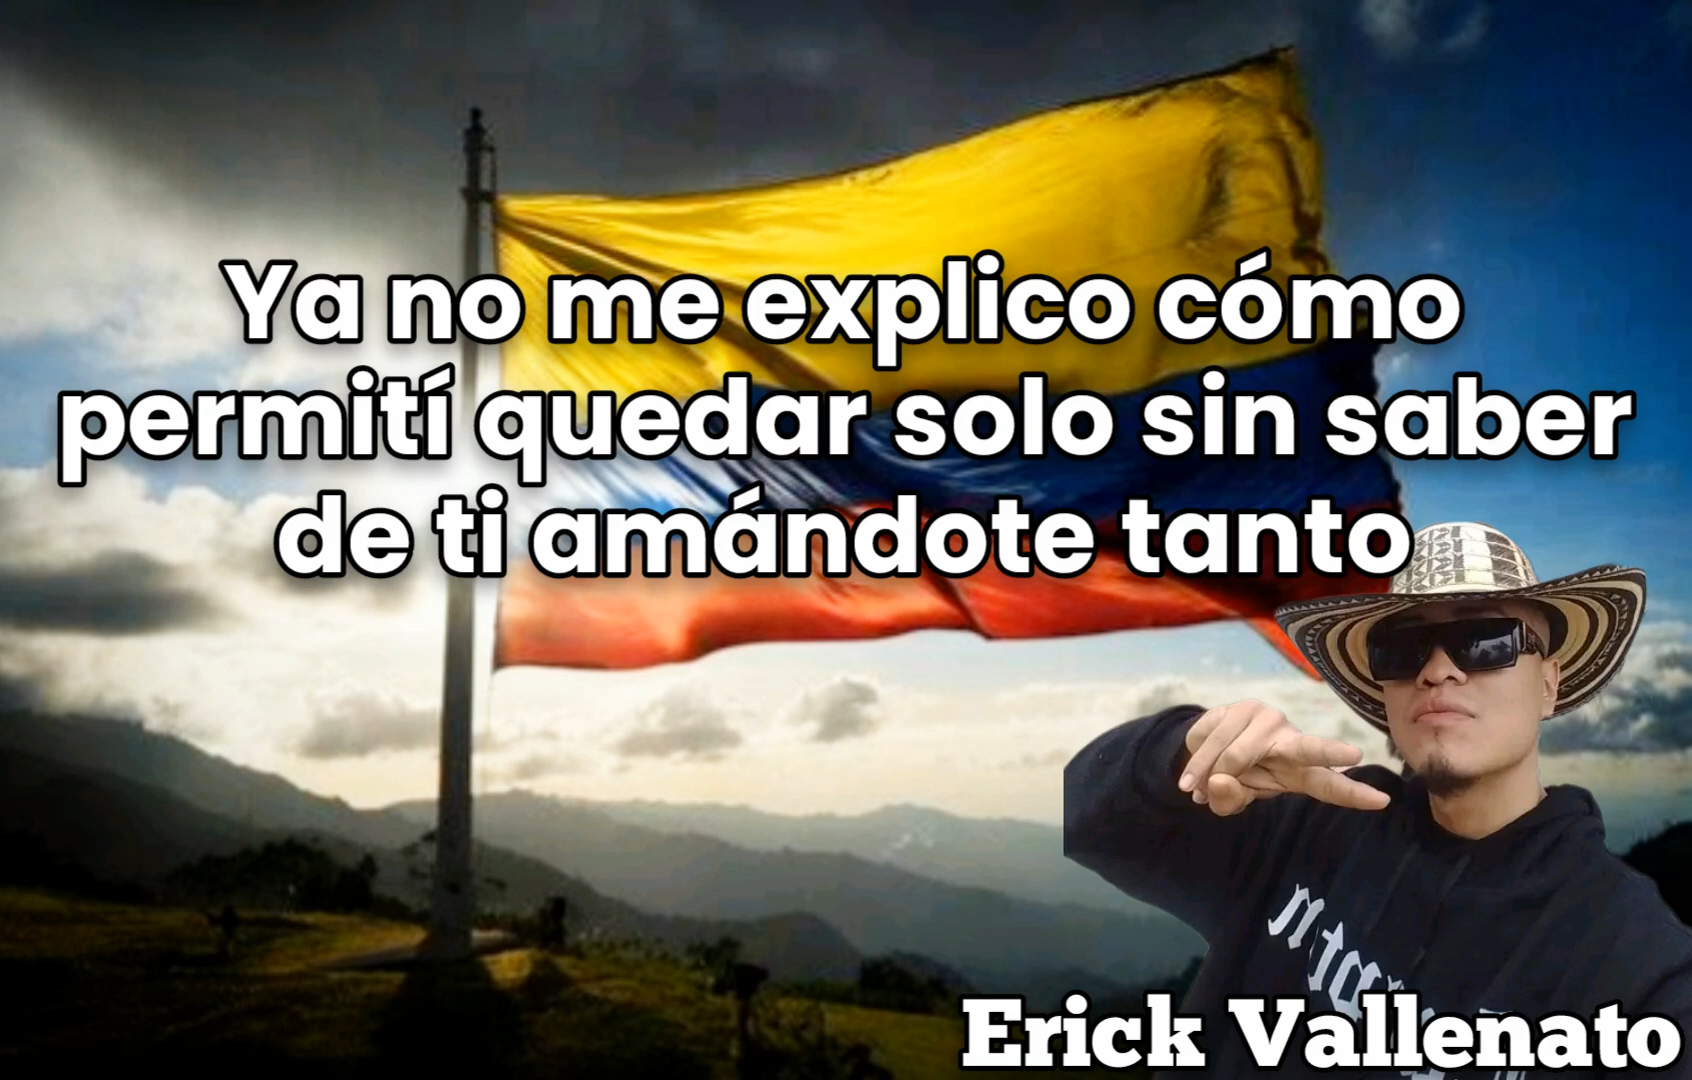 Ya no me explico cómo
permití quedar solo sin saber
de ti amándote tanto
Erick Vallenato